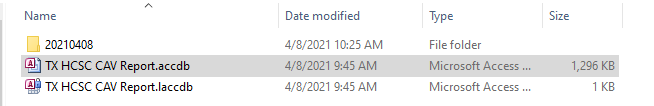 Name Date modified Type Size
20210408 4/8/2021 10:25 AM File folder
TX HCSC CAV Report.accdb 4/8/2021 9:45 AM Microsoft Access ... 1,296 KB
TX HCSC CAV Report.laccdb 4/8/2021 9:45 AM Microsoft Access ... 1 KB